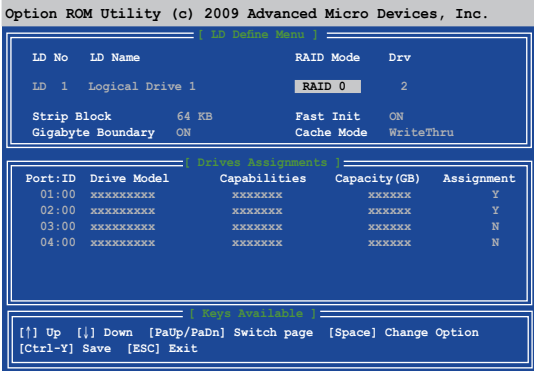 Option ROM Utility (c) 2009 Advanced Micro Devices, Inc.
[ LD Define Menu ]
LD No LD Name RAID Mode Drv
LD 1 Logical Drive 1 RAID 0 2
Strip Block 64 KB Fast Init ON
Gigabyte Boundary ON Cache Mode WriteThru
[ Drives Assignments ]
Port:ID Drive Model Capabilities Capacity(GB) Assignment
01:00 xxxxxxxxx xxxxxxx xxxxxx Y
02:00 xxxxxxxxx xxxxxxx xxxxxx Y
03:00 xxxxxxxxx xxxxxxx xxxxxx N
04:00 xxxxxxxxx xxxxxxx xxxxxx N
[ Keys Available ]
[↑] Up [↓] Down [PaUp/PaDn] Switch page [Space] Change Option
[Ctrl-Y] Save [ESC] Exit